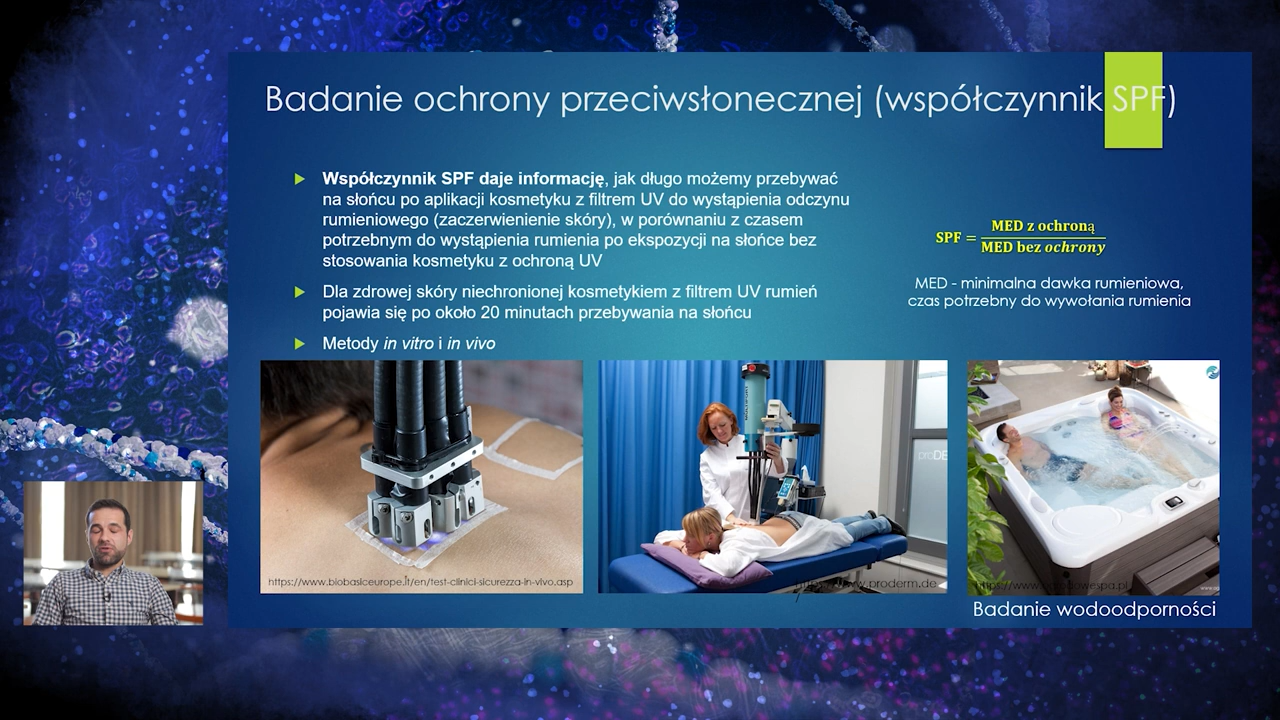 Badanie ochrony przeciwsłonecznej (współczynnik SPF)
Współczynnik SPF daje informację, jak długo możemy przebywać
na słońcu po aplikacji kosmetyku z filtrem UV do wystąpienia odczynu
rumieniowego (zaczerwienienie skóry), w porównaniu z czasem
potrzebnym do wystąpienia rumienia po ekspozycji na słońce bez
stosowania kosmetyku z ochroną UV
Dla zdrowej skóry niechronionej kosmetykiem z filtrem UV rumień
pojawia się po około 20 minutach przebywania na słońcu
Metody in vitro i in vivo
SPF = MED z ochroną / MED bez ochrony
MED - minimalna dawka rumieniowa,
czas potrzebny do wywołania rumienia
https://www.biobasiceurope.it/en/test-clinici-sicurezza-in-vivo.asp
www.proderm.de
Badanie wodoodporności